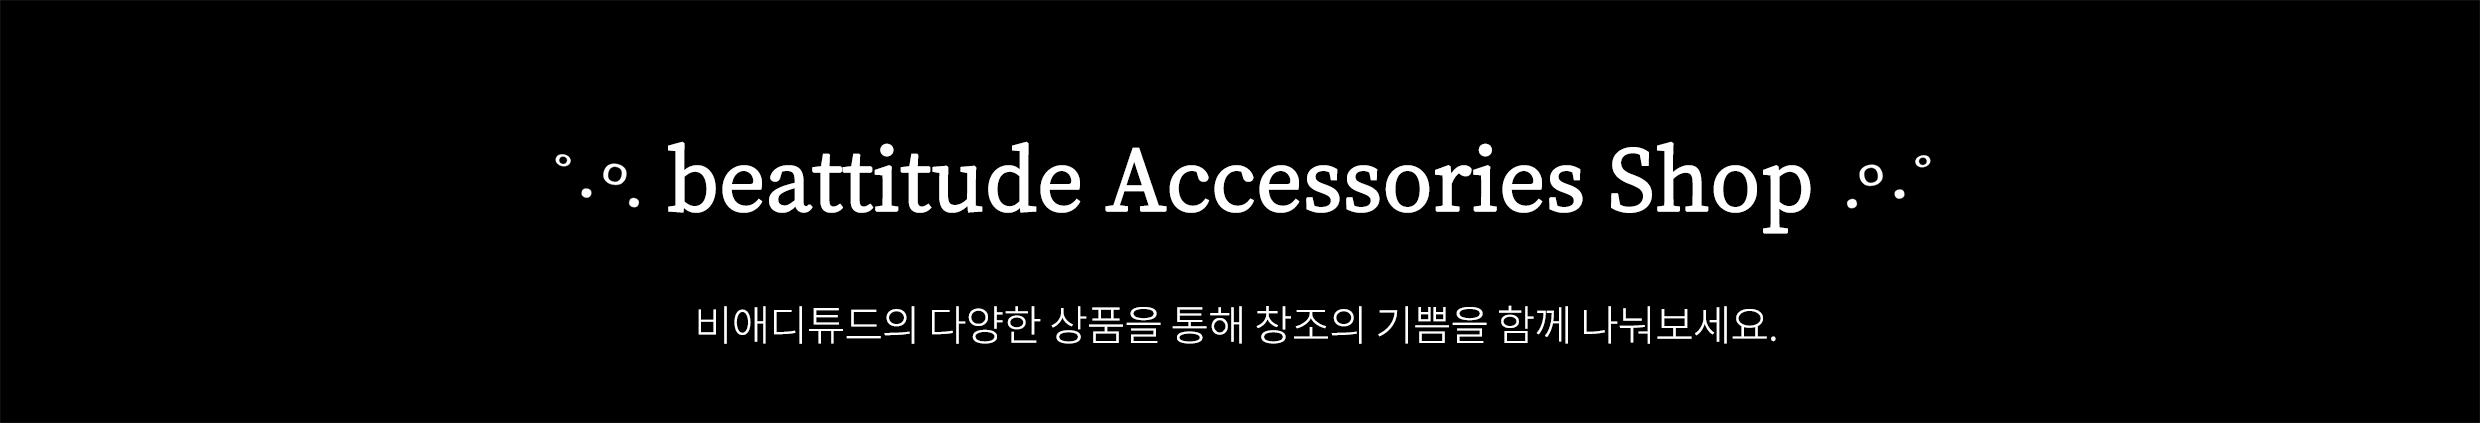 ˚.º. beattitude Accessories Shop .º.˚
비애디튜드의 다양한 상품을 통해 창조의 기쁨을 함께 나눠보세요.